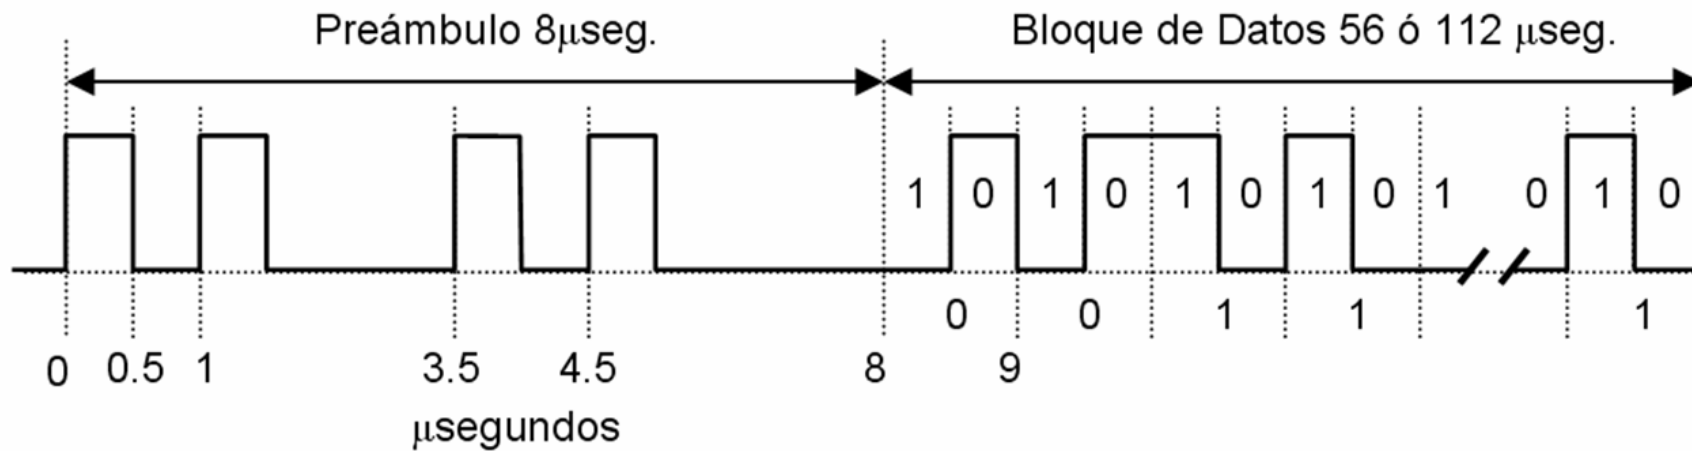 Preámbulo 8μseg. Bloque de Datos 56 ó 112 μseg.
1 0 1 0 1 0 1 0 1 0 1 0
0 0 1 1 1
0 0.5 1 3.5 4.5 8 9
μsegundos